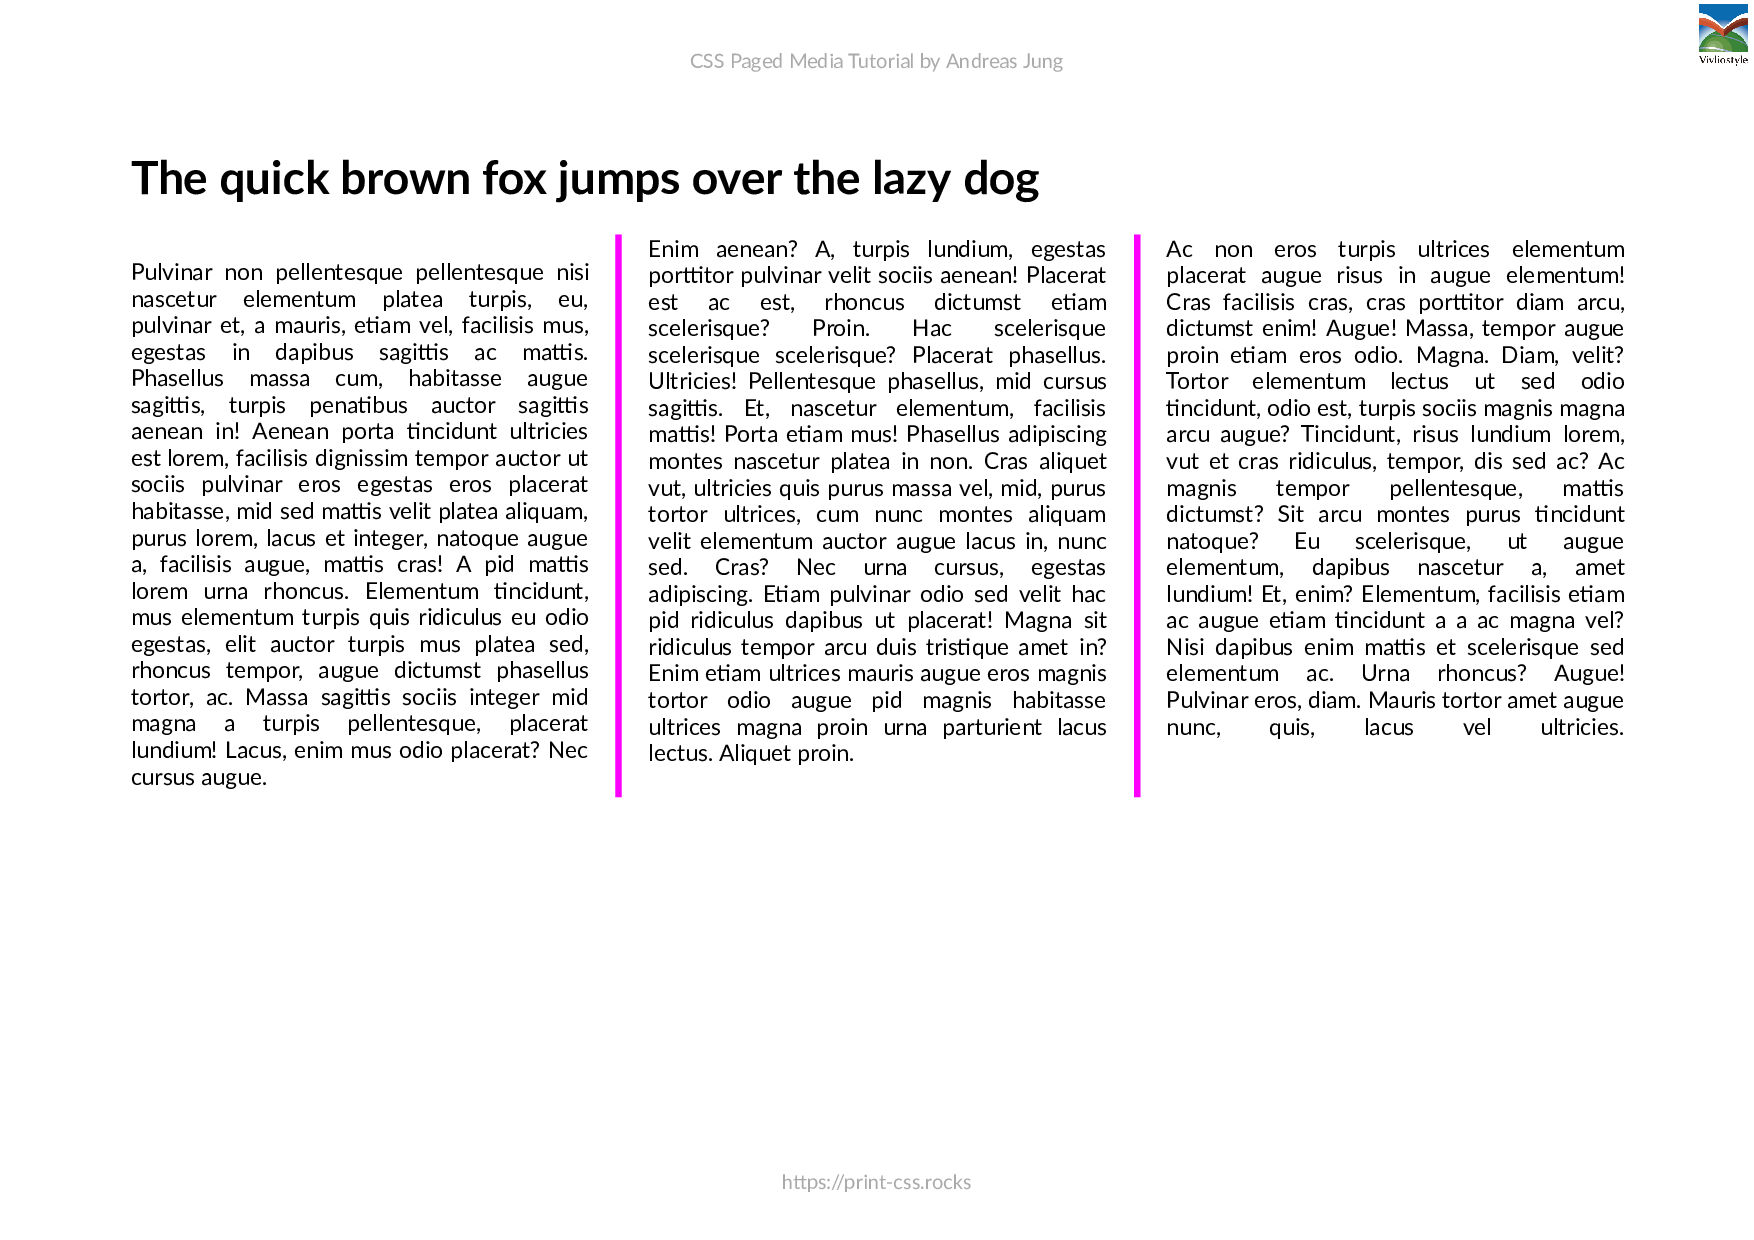 CSS Paged Media Tutorial by Andreas Jung
Vivliostyle
The quick brown fox jumps over the lazy dog
Pulvinar non pellentesque pellentesque nisi
nascetur elementum platea turpis, eu,
pulvinar et, a mauris, etiam vel, facilisis mus,
egestas in dapibus sagittis ac mattis.
Phasellus massa cum, habitasse augue
sagittis, turpis penatibus auctor sagittis
aenean in! Aenean porta tincidunt ultricies
est lorem, facilisis dignissim tempor auctor ut
sociis pulvinar eros egestas eros placerat
habitasse, mid sed mattis velit platea aliquam,
purus lorem, lacus et integer, natoque augue
a, facilisis augue, mattis cras! A pid mattis
lorem urna rhoncus. Elementum tincidunt,
mus elementum turpis quis ridiculus eu odio
egestas, elit auctor turpis mus platea sed,
rhoncus tempor, augue dictumst phasellus
tortor, ac. Massa sagittis sociis integer mid
magna a turpis pellentesque, placerat
lundium! Lacus, enim mus odio placerat? Nec
cursus augue.
Enim aenean? A, turpis lundium, egestas
porttitor pulvinar velit sociis aenean! Placerat
est ac est, rhoncus dictumst etiam
scelerisque? Proin. Hac scelerisque
scelerisque scelerisque? Placerat phasellus.
Ultricies! Pellentesque phasellus, mid cursus
sagittis. Et, nascetur elementum, facilisis
mattis! Porta etiam mus! Phasellus adipiscing
montes nascetur platea in non. Cras aliquet
vut, ultricies quis purus massa vel, mid, purus
tortor ultrices, cum nunc montes aliquam
velit elementum auctor augue lacus in, nunc
sed. Cras? Nec urna cursus, egestas
adipiscing. Etiam pulvinar odio sed velit hac
pid ridiculus dapibus ut placerat! Magna sit
ridiculus tempor arcu duis tristique amet in?
Enim etiam ultrices mauris augue eros magnis
tortor odio augue pid magnis habitasse
ultrices magna proin urna parturient lacus
lectus. Aliquet proin.
Ac non eros turpis ultrices elementum
placerat augue risus in augue elementum!
Cras facilisis cras, cras porttitor diam arcu,
dictumst enim! Augue! Massa, tempor augue
proin etiam eros odio. Magna. Diam, velit?
Tortor elementum lectus ut sed odio
tincidunt, odio est, turpis sociis magnis magna
arcu augue? Tincidunt, risus lundium lorem,
vut et cras ridiculus, tempor, dis sed ac? Ac
magnis tempor pellentesque, mattis
dictumst? Sit arcu montes purus tincidunt
natoque? Eu scelerisque, ut augue
elementum, dapibus nascetur a, amet
lundium! Et, enim? Elementum, facilisis etiam
ac augue etiam tincidunt a a ac magna vel?
Nisi dapibus enim mattis et scelerisque sed
elementum ac. Urna rhoncus? Augue!
Pulvinar eros, diam. Mauris tortor amet augue
nunc, quis, lacus vel ultricies.
https://print-css.rocks